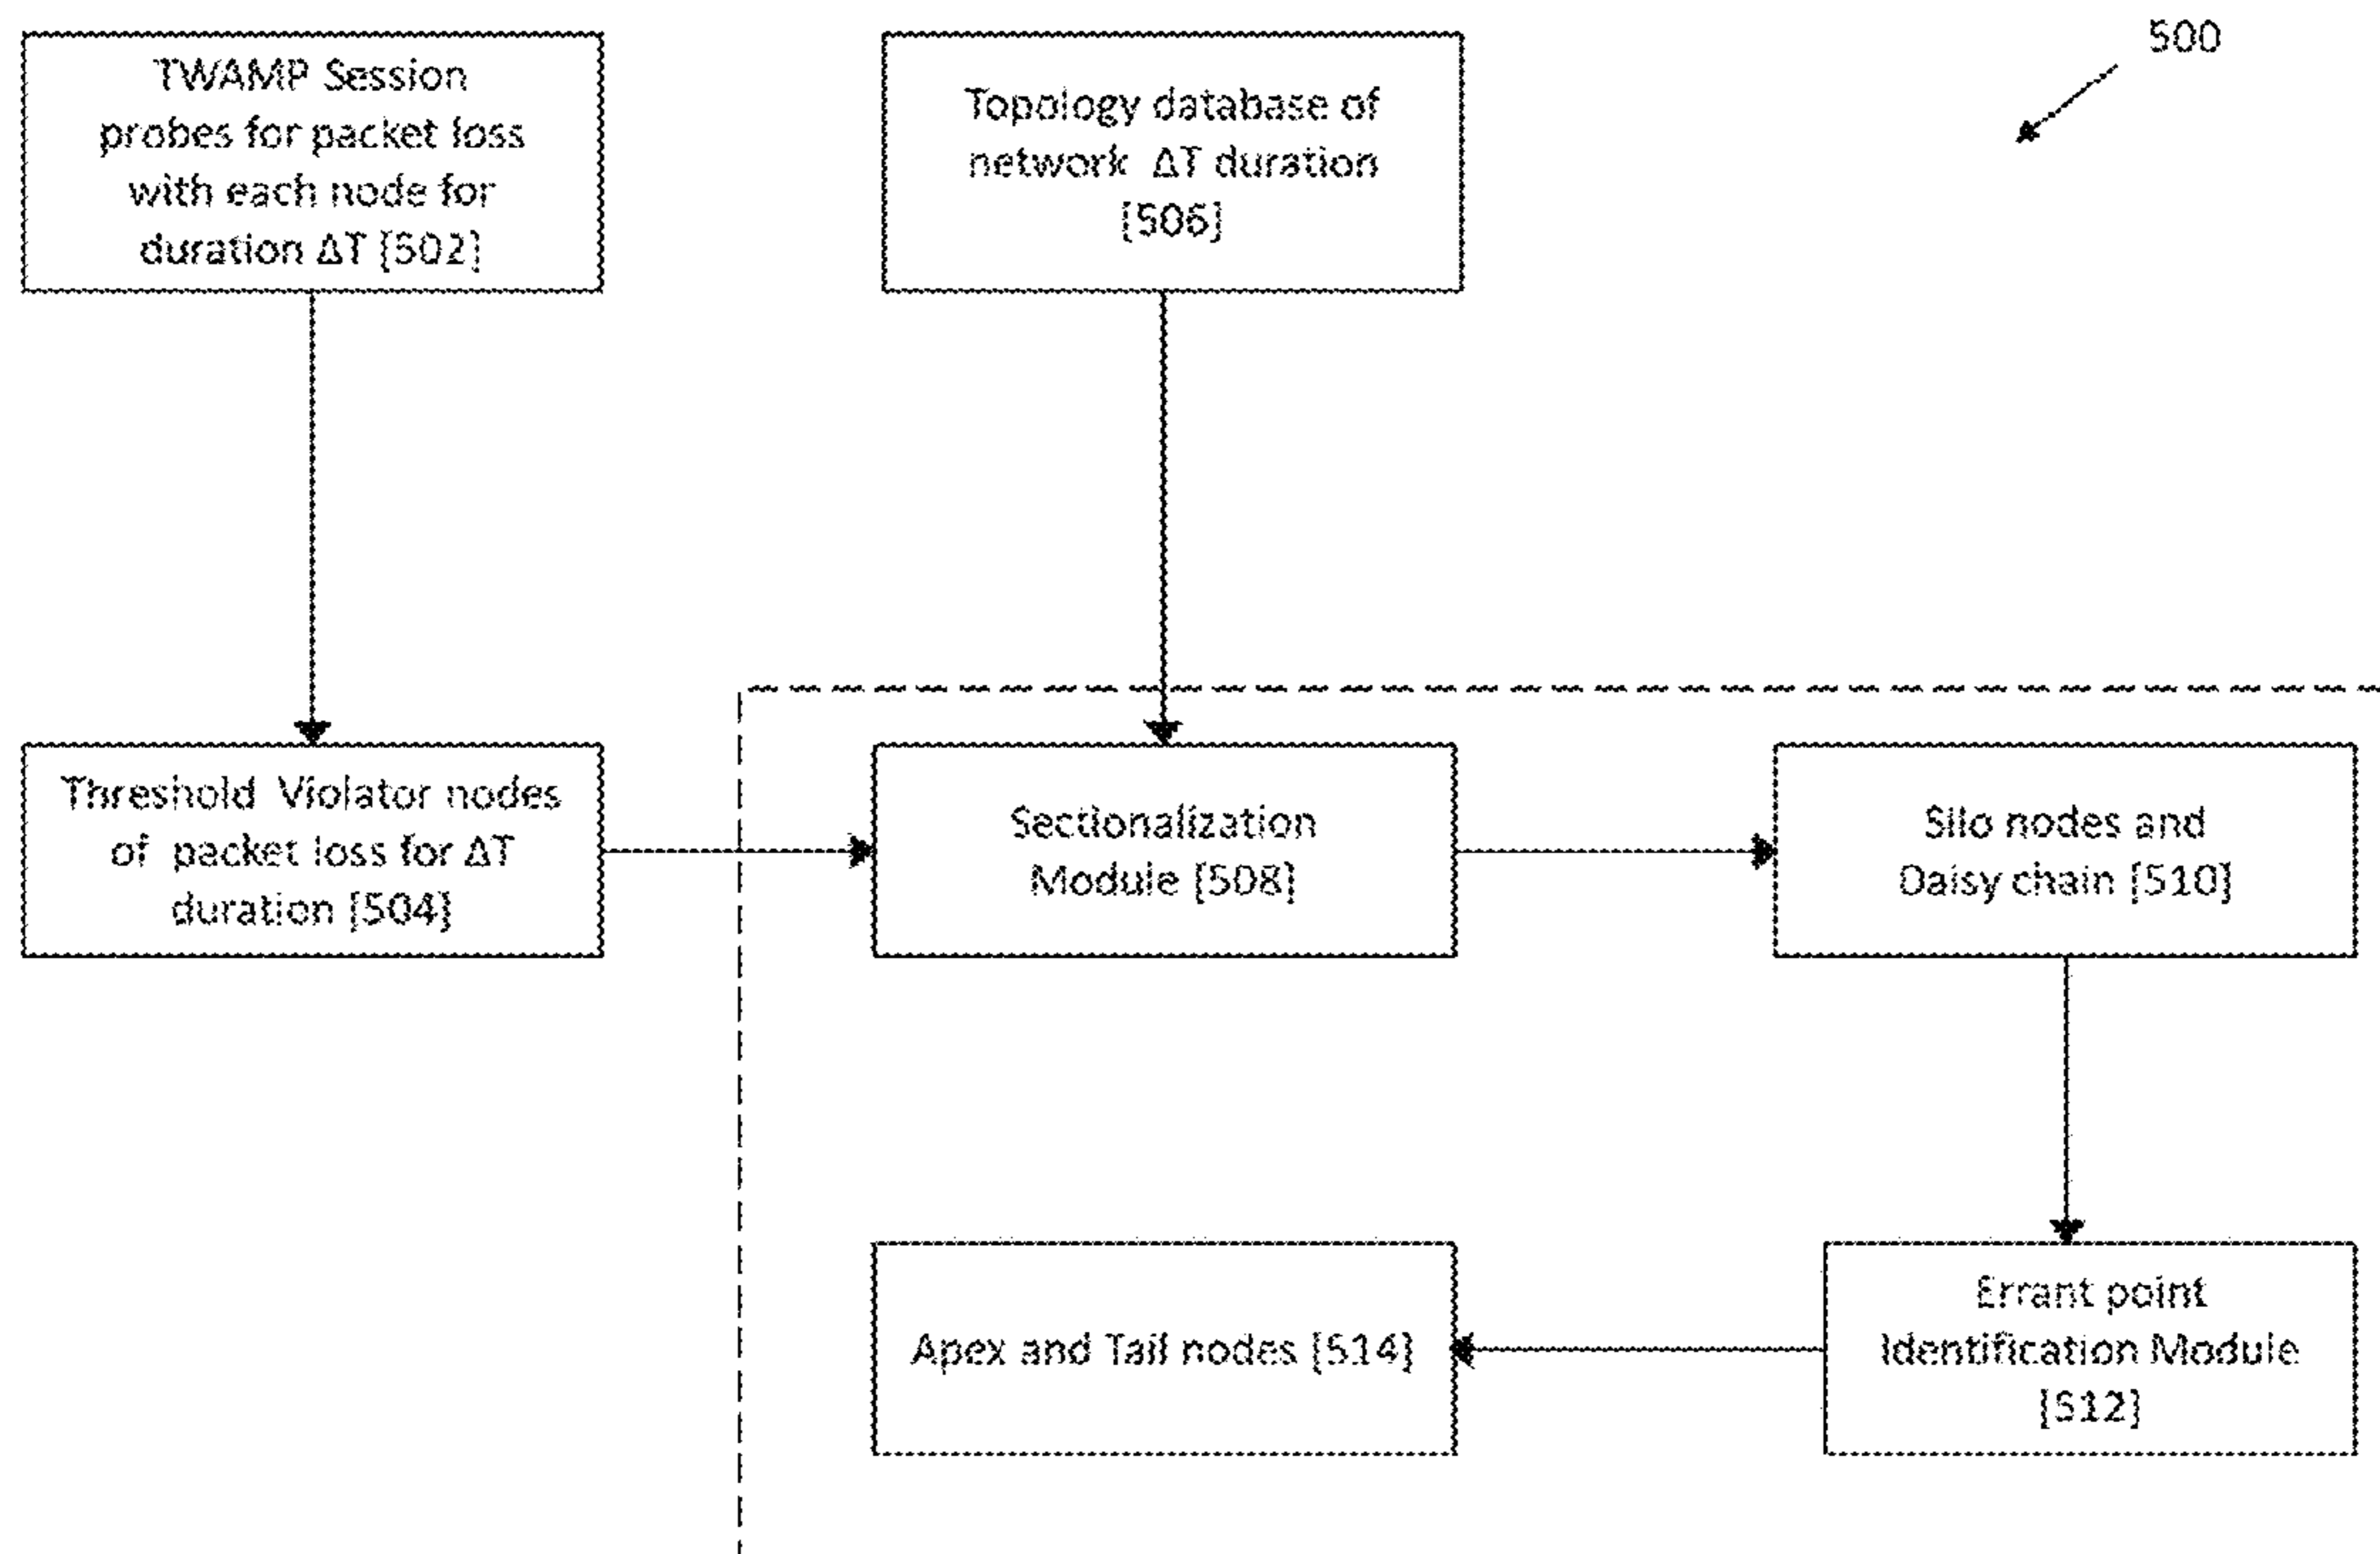 500
TWAMP Session
probes for packet loss
with each node for
duration ΔT [502]
Topology database of
network ΔT duration
[506]
Threshold Violator nodes
of packet loss for ΔT
duration [504]
Sectionalization
Module [508]
Silo nodes and
Daisy chain [510]
Apex and Tail nodes [514]
Errant point
Identification Module
[512]